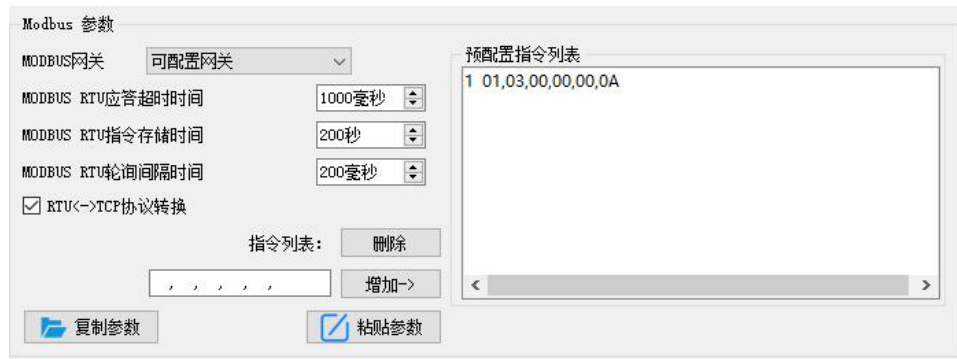 Modbus 参数
MODBUS网关 可配置网关
MODBUS RTU应答超时时间 1000毫秒
MODBUS RTU指令存储时间 200秒
MODBUS RTU轮询间隔时间 200毫秒
RTU<->TCP协议转换
指令列表: 删除
, , , , , 增加->
复制参数 粘贴参数
预配置指令列表
1 01,03,00,00,00,0A